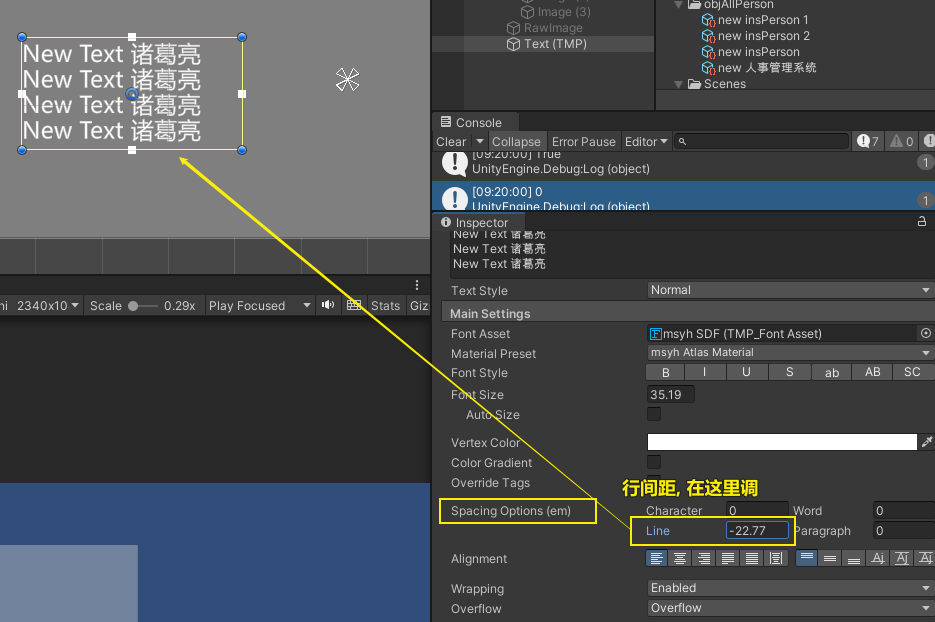 Image (3)
RawImage
Text (TMP)
objAllPerson
new insPerson 1
new insPerson 2
new insPerson
new 人事管理系统
Scenes
New Text 诸葛亮
New Text 诸葛亮
New Text 诸葛亮
New Text 诸葛亮
Console
Clear Collapse Error Pause Editor 7 0
[09:20:00] True
UnityEngine.Debug:Log (object) 1
[09:20:00] 0
UnityEngine.Debug:Log (object) 1
Inspector
New Text 诸葛亮
New Text 诸葛亮
New Text 诸葛亮
Text Style Normal
2340x10 Scale 0.29x Play Focused Stats Giz
Main Settings
Font Asset msyh SDF (TMP_Font Asset)
Material Preset msyh Atlas Material
Font Style B I U S ab AB SC
Font Size 35.19
Auto Size
Vertex Color
Color Gradient
Override Tags
行间距, 在这里调
Spacing Options (em) Character 0 Word 0
Line -22.77 Paragraph 0
Alignment
Wrapping Enabled
Overflow Overflow